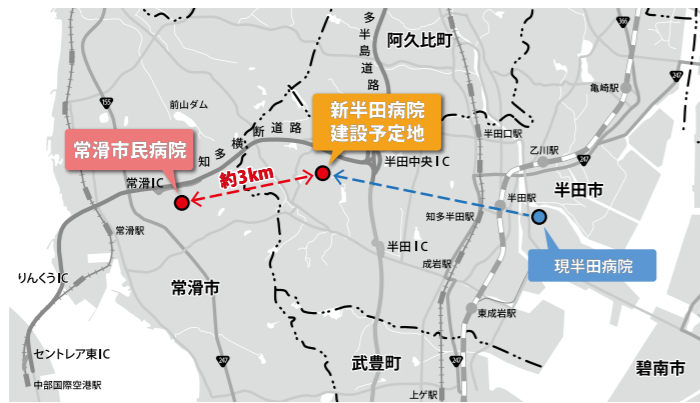 阿久比町
366
247
亀崎駅
知多半島道路
155
前山ダム
新半田病院
建設予定地
知多横断道路
半田口駅
乙川駅
常滑市民病院
半田中央IC
約3km
常滑IC
半田駅
半田市
知多半田駅
常滑駅
半田IC
成岩駅
現半田病院
りんくうIC
常滑市
東成岩駅
セントレア東IC
247
武豊町
247
碧南市
中部国際空港駅
上ゲ駅